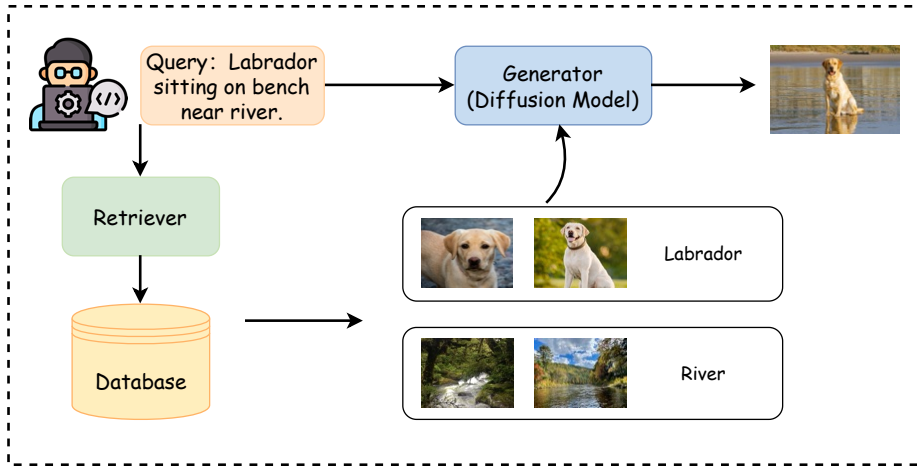 Query: Labrador
sitting on bench
near river.
Generator
(Diffusion Model)
</>
Retriever
Labrador
Database
River